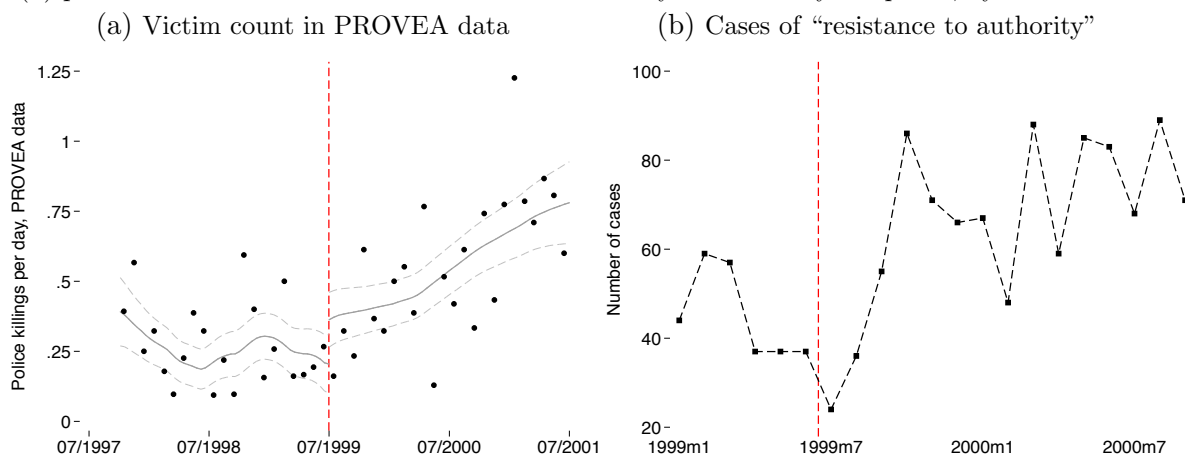 (a) Victim count in PROVEA data
Police killings per day, PROVEA data
1.25
1
.75
.5
.25
0
07/1997
07/1998
07/1999
07/2000
07/2001
(b) Cases of “resistance to authority”
Number of cases
100
80
60
40
20
1999m1
1999m7
2000m1
2000m7